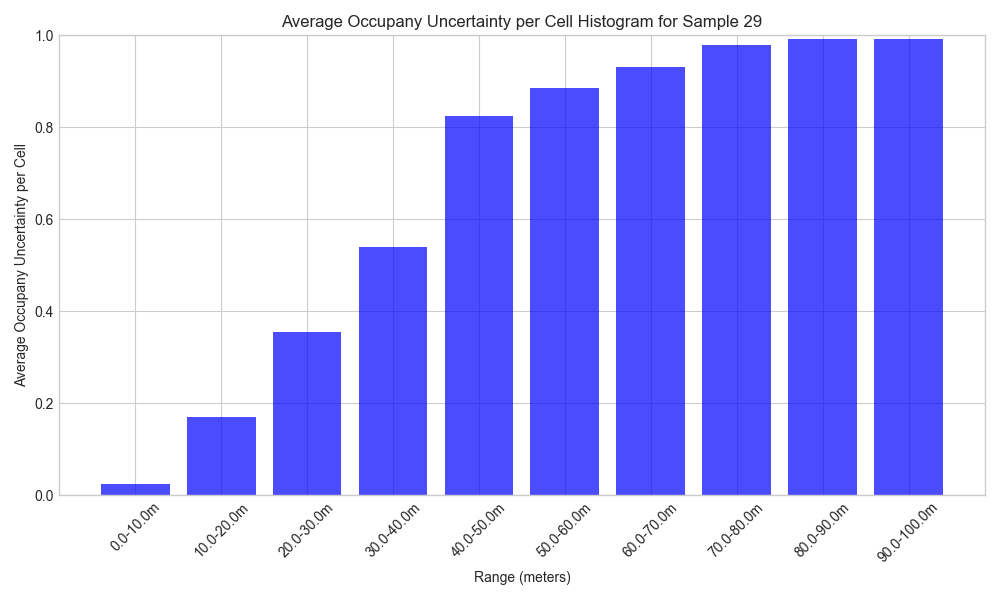 Average Occupany Uncertainty per Cell Histogram for Sample 29
Average Occupany Uncertainty per Cell
1.0
0.8
0.6
0.4
0.2
0.0
0.0-10.0m
10.0-20.0m
20.0-30.0m
30.0-40.0m
40.0-50.0m
50.0-60.0m
60.0-70.0m
70.0-80.0m
80.0-90.0m
90.0-100.0m
Range (meters)